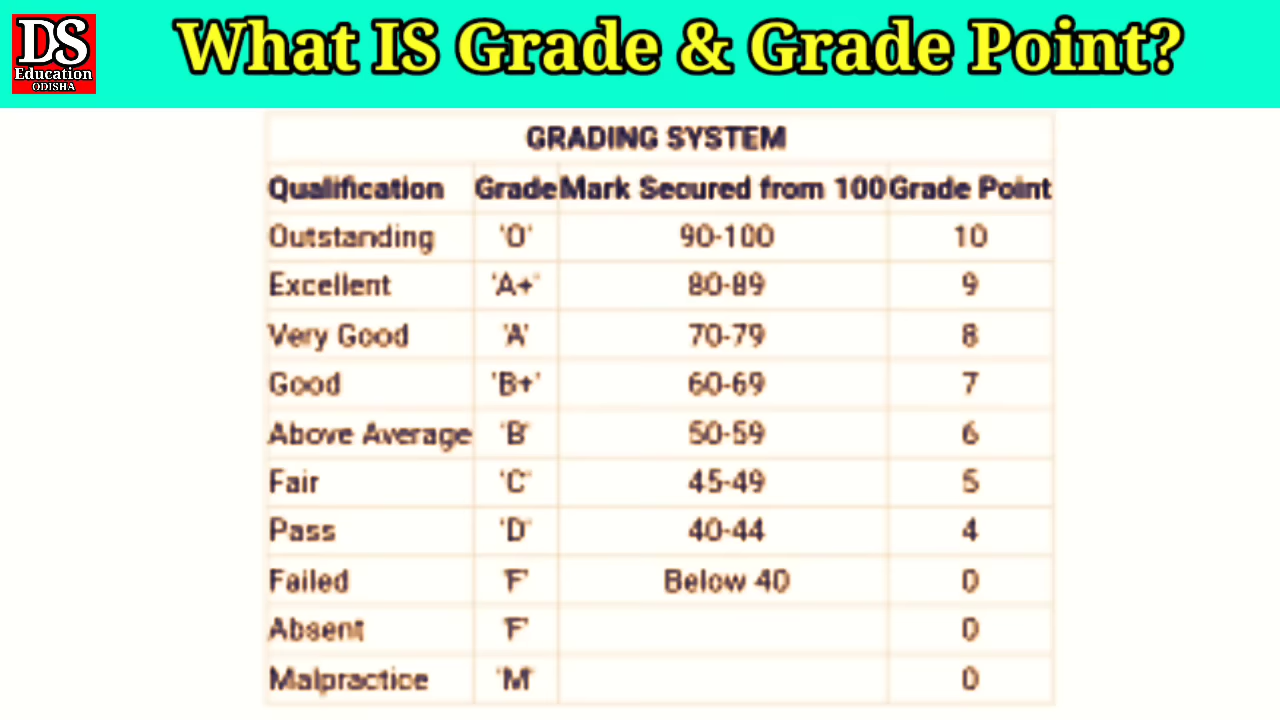 DS
Education
ODISHA
What IS Grade & Grade Point?
GRADING SYSTEM
Qualification Grade Mark Secured from 100 Grade Point
Outstanding 'O' 90-100 10
Excellent 'A+' 80-89 9
Very Good 'A' 70-79 8
Good 'B+' 60-69 7
Above Average 'B' 50-59 6
Fair 'C' 45-49 5
Pass 'D' 40-44 4
Failed 'F' Below 40 0
Absent 'F' 0
Malpractice 'M' 0